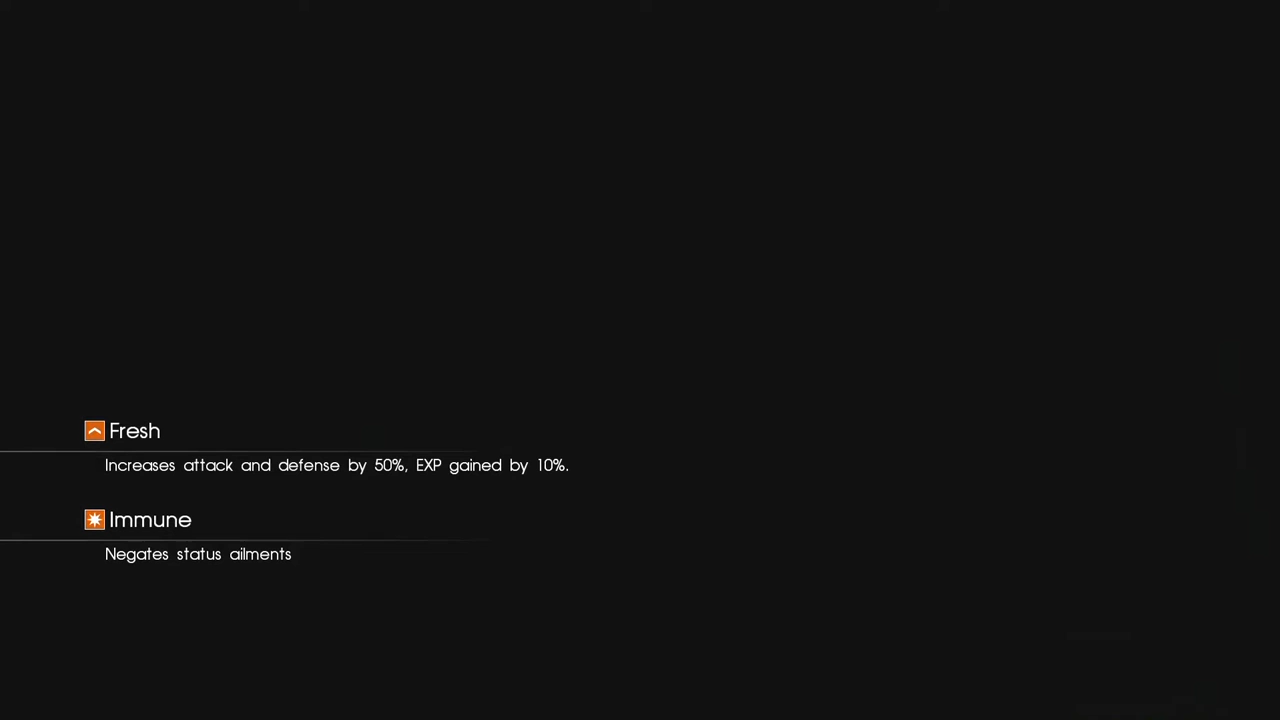 Fresh
Increases attack and defense by 50%, EXP gained by 10%.
Immune
Negates status ailments